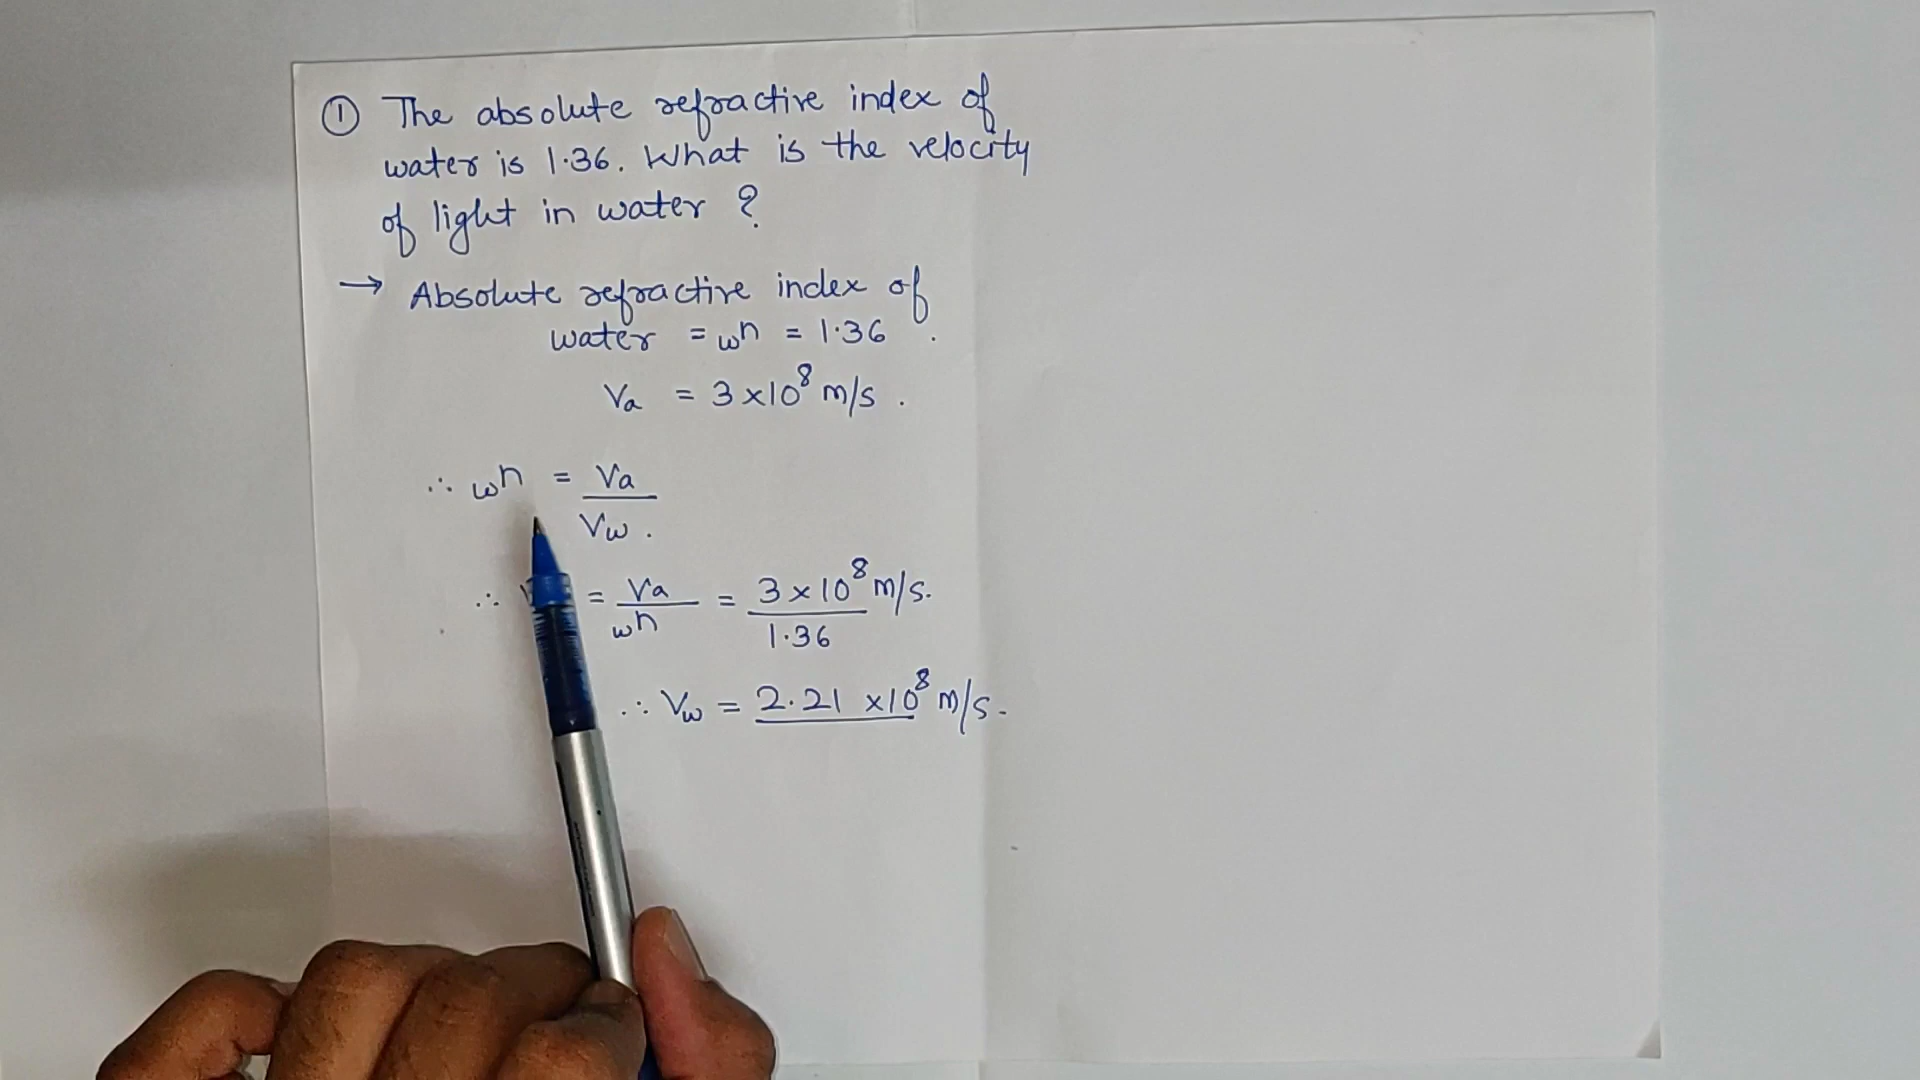 ① The absolute refractive index of
water is 1.36. What is the velocity
of light in water ?
→ Absolute refractive index of
water = wn = 1.36 .
Va = 3 x 10⁸ m/s .
∴ wn = Va / Vw .
∴ = Va / wn = 3 x 10⁸ m/s. / 1.36
∴ Vw = 2.21 x 10⁸ m/s.